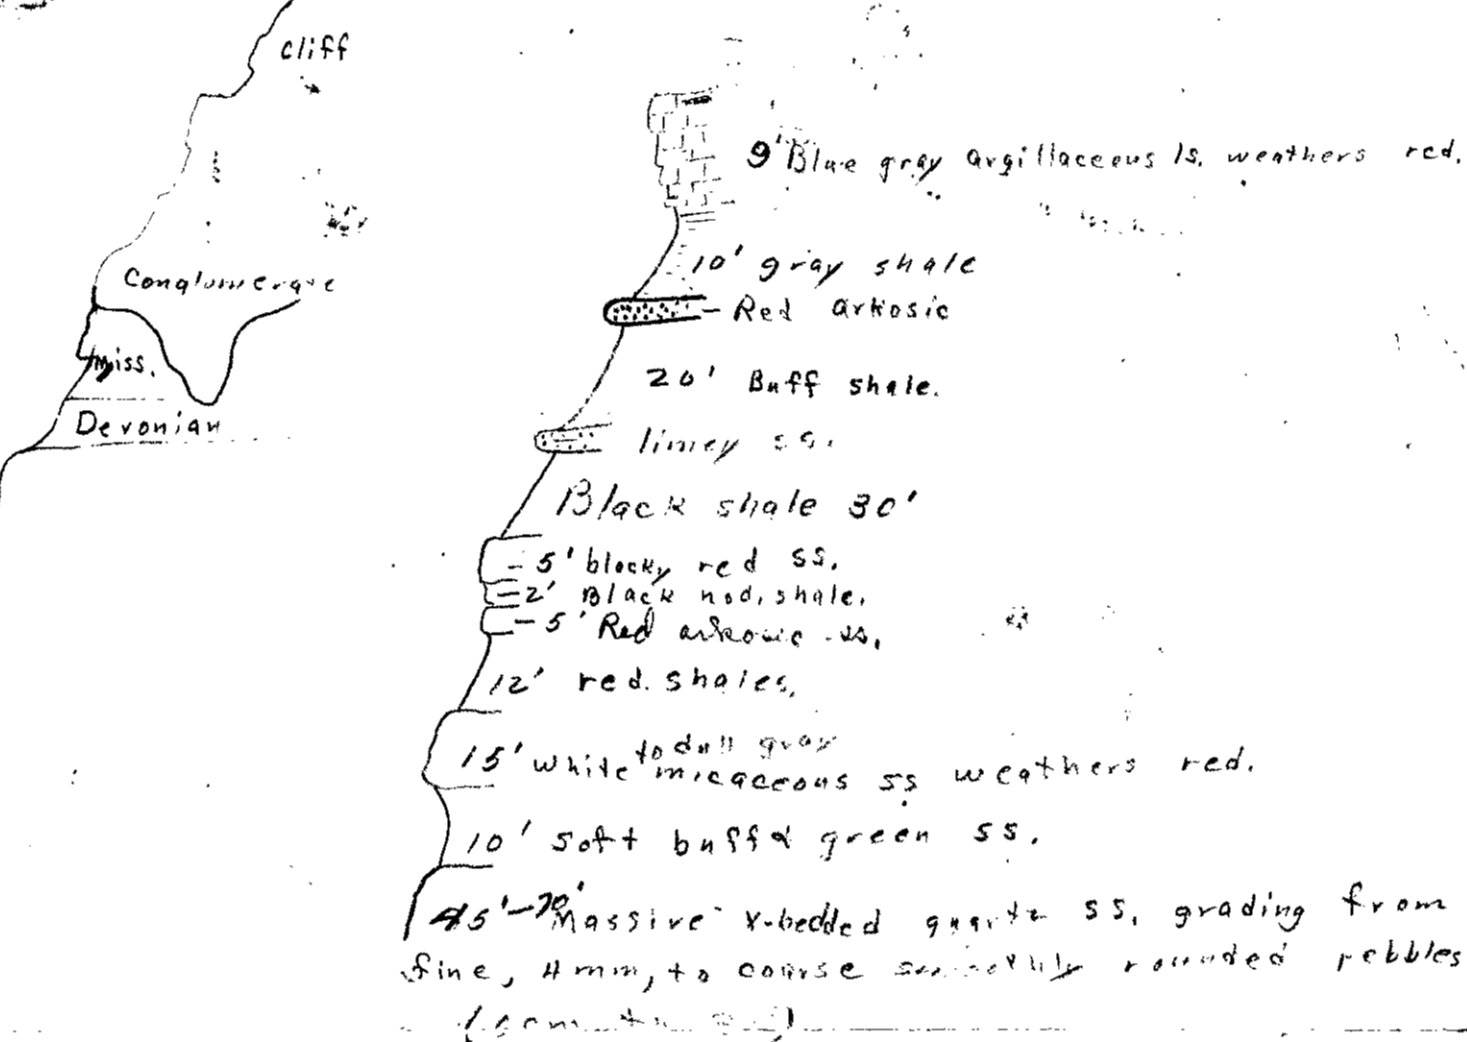 cliff
9' Blue gray argillaceous ls. weathers red.
10' gray shale
Conglomerate
Red arkosic
miss.
20' Buff shale.
Devonian
limey ss.
Black shale 30'
5' blocky red ss.
2' Black nod. shale.
5' Red arkosic ss.
12' red. shales.
to dull gray
15' White micaceous ss weathers red.
10' Soft buff & green ss.
45'-70' Massive X-bedded quartz ss, grading from
fine, 4mm, to coarse smoothly rounded pebbles